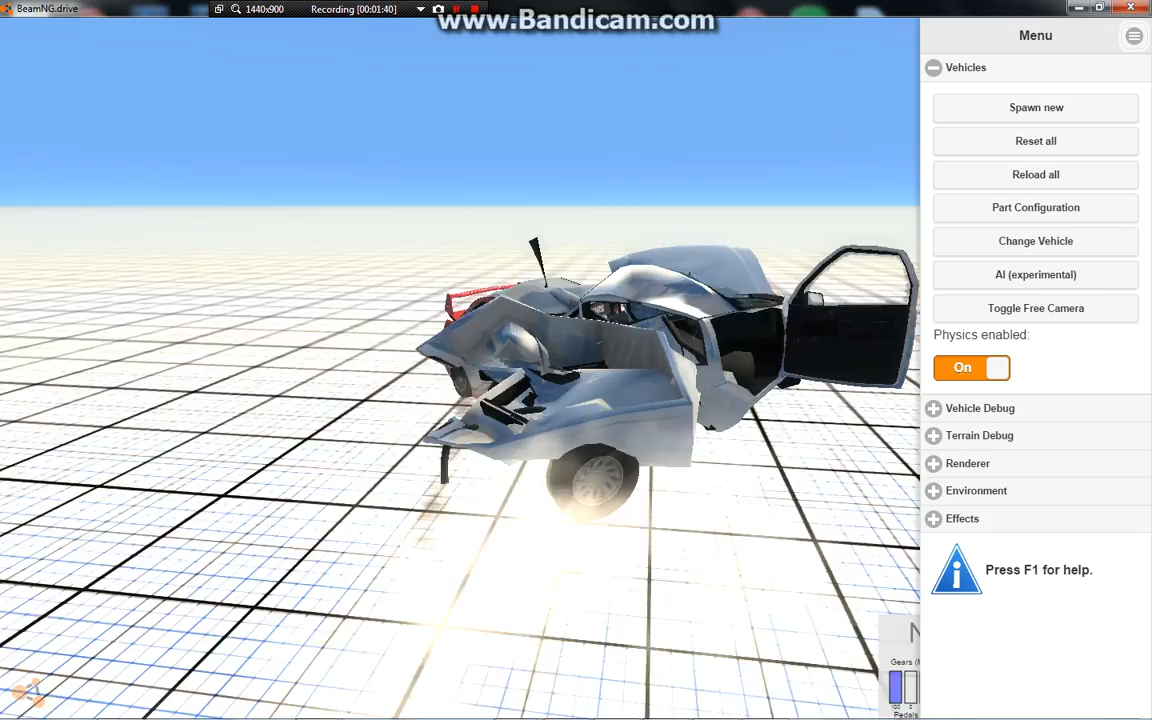 BeamNG.drive
1440x900
Recording [00:01:40]
www.Bandicam.com
Menu
Vehicles
Spawn new
Reset all
Reload all
Part Configuration
Change Vehicle
AI (experimental)
Toggle Free Camera
Physics enabled:
On
Vehicle Debug
Terrain Debug
Renderer
Environment
Effects
Press F1 for help.
N
Gears (
100 0
Pedals